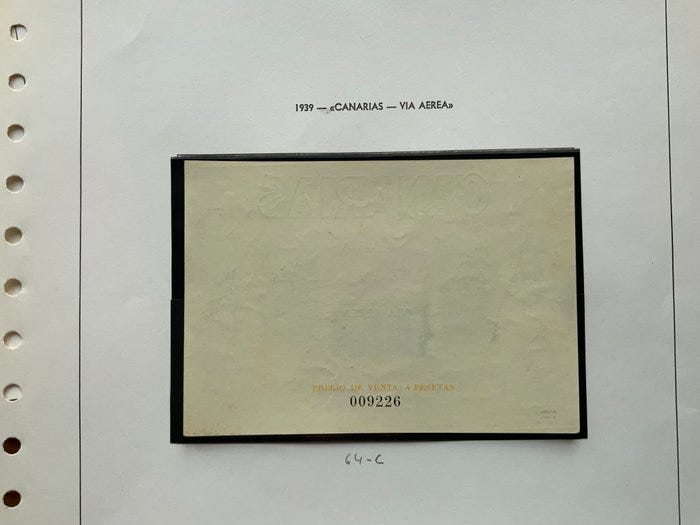 1939 — «CANARIAS — VIA AEREA»
PRECIO DE VENTA: 4 PESETAS
009226
64-C